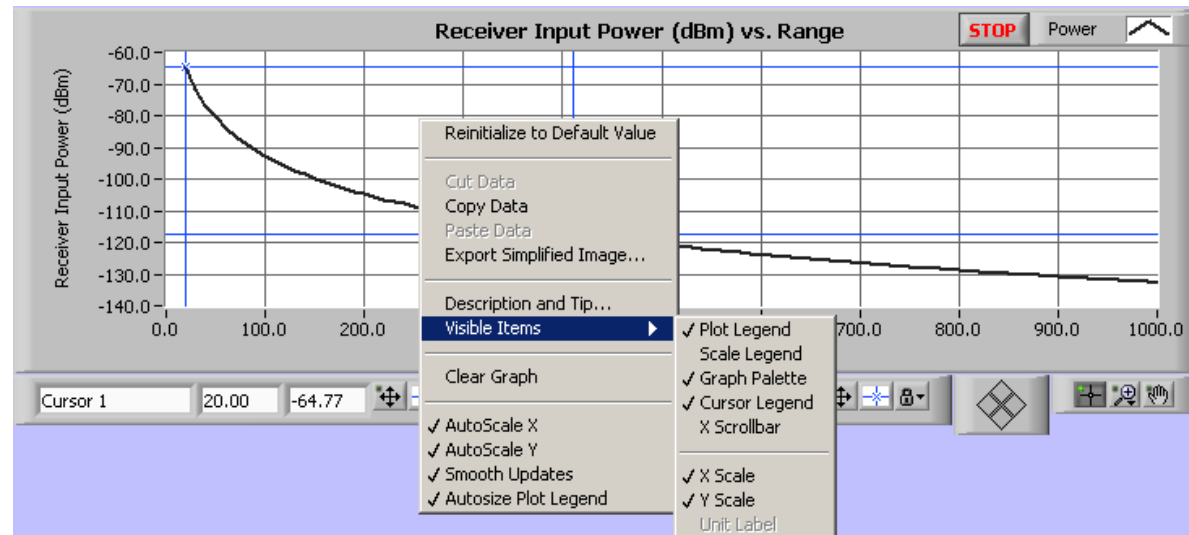 Receiver Input Power (dBm) vs. Range
STOP
Power
Receiver Input Power (dBm)
-60.0
-70.0
-80.0
-90.0
-100.0
-110.0
-120.0
-130.0
-140.0
0.0
100.0
200.0
700.0
800.0
900.0
1000.0
Reinitialize to Default Value
Cut Data
Copy Data
Paste Data
Export Simplified Image...
Description and Tip...
Visible Items
Clear Graph
AutoScale X
AutoScale Y
Smooth Updates
Autosize Plot Legend
Plot Legend
Scale Legend
Graph Palette
Cursor Legend
X Scrollbar
X Scale
Y Scale
Unit Label
Cursor 1
20.00
-64.77